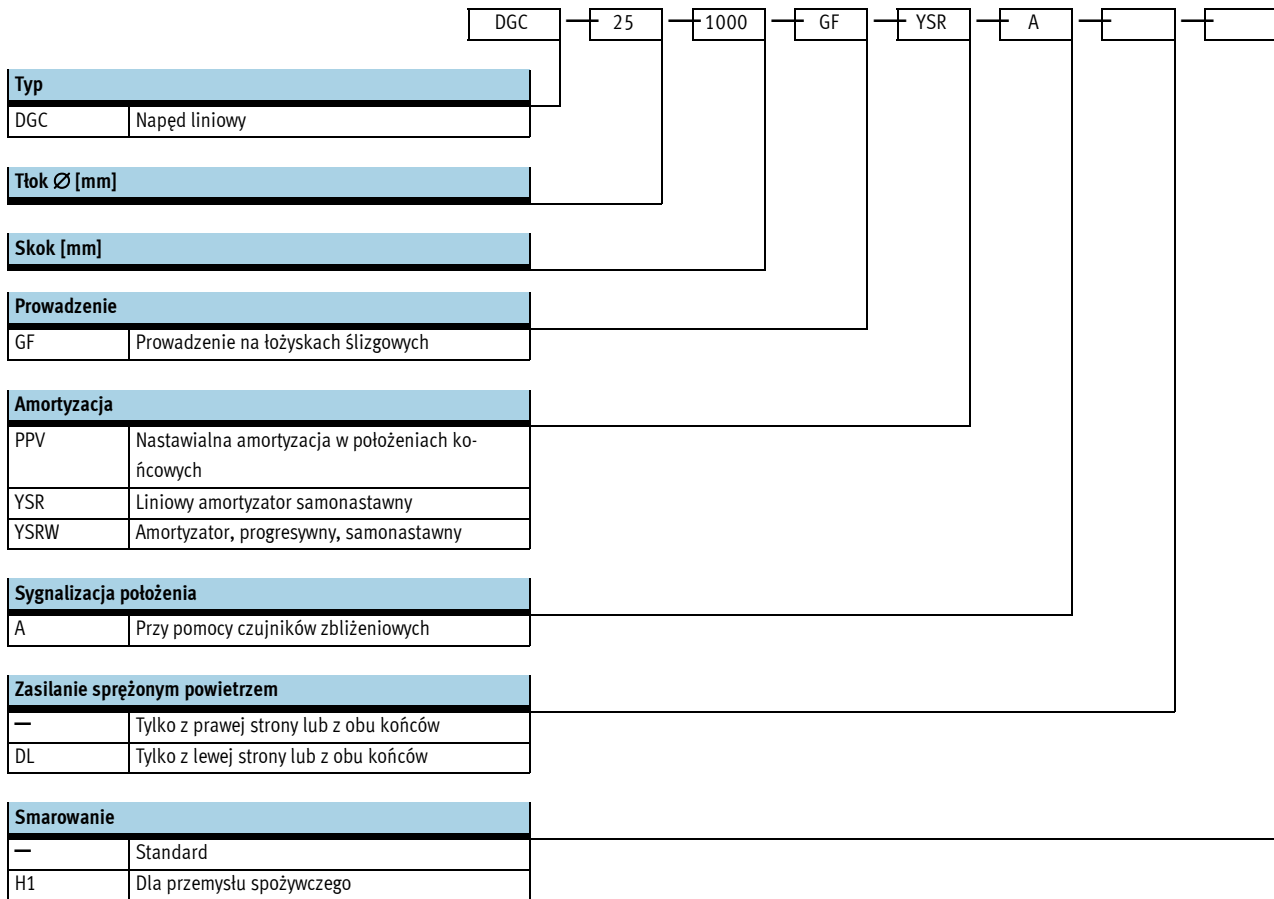 DGC — 25 — 1000 — GF — YSR — A — —
Typ
DGC Napęd liniowy
Tłok Ø [mm]
Skok [mm]
Prowadzenie
GF Prowadzenie na łożyskach ślizgowych
Amortyzacja
PPV Nastawialna amortyzacja w położeniach ko-
ńcowych
YSR Liniowy amortyzator samonastawny
YSRW Amortyzator, progresywny, samonastawny
Sygnalizacja położenia
A Przy pomocy czujników zbliżeniowych
Zasilanie sprężonym powietrzem
— Tylko z prawej strony lub z obu końców
DL Tylko z lewej strony lub z obu końców
Smarowanie
— Standard
H1 Dla przemysłu spożywczego